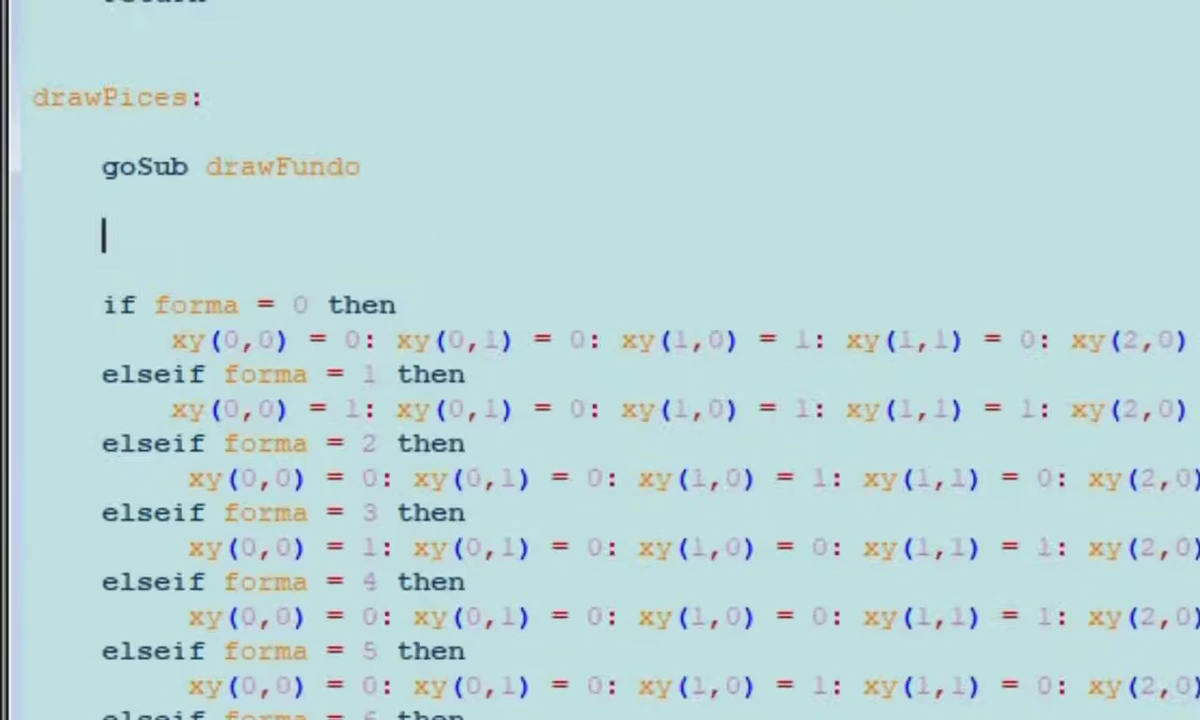 return
drawPices:
goSub drawFundo
if forma = 0 then
xy(0,0) = 0: xy(0,1) = 0: xy(1,0) = 1: xy(1,1) = 0: xy(2,0)
elseif forma = 1 then
xy(0,0) = 1: xy(0,1) = 0: xy(1,0) = 1: xy(1,1) = 1: xy(2,0)
elseif forma = 2 then
xy(0,0) = 0: xy(0,1) = 0: xy(1,0) = 1: xy(1,1) = 0: xy(2,0)
elseif forma = 3 then
xy(0,0) = 1: xy(0,1) = 0: xy(1,0) = 0: xy(1,1) = 1: xy(2,0)
elseif forma = 4 then
xy(0,0) = 0: xy(0,1) = 0: xy(1,0) = 0: xy(1,1) = 1: xy(2,0)
elseif forma = 5 then
xy(0,0) = 0: xy(0,1) = 0: xy(1,0) = 1: xy(1,1) = 0: xy(2,0)
elseif forma = 6 then